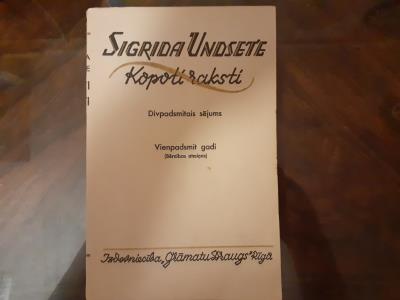 SIGRIDA UNDSETE
Kopoti raksti
Divpadsmitais sējums
Vienpadsmit gadi
(Bērnības atmiņas)
Izdevniecība „Grāmatu Draugs" Rīgā